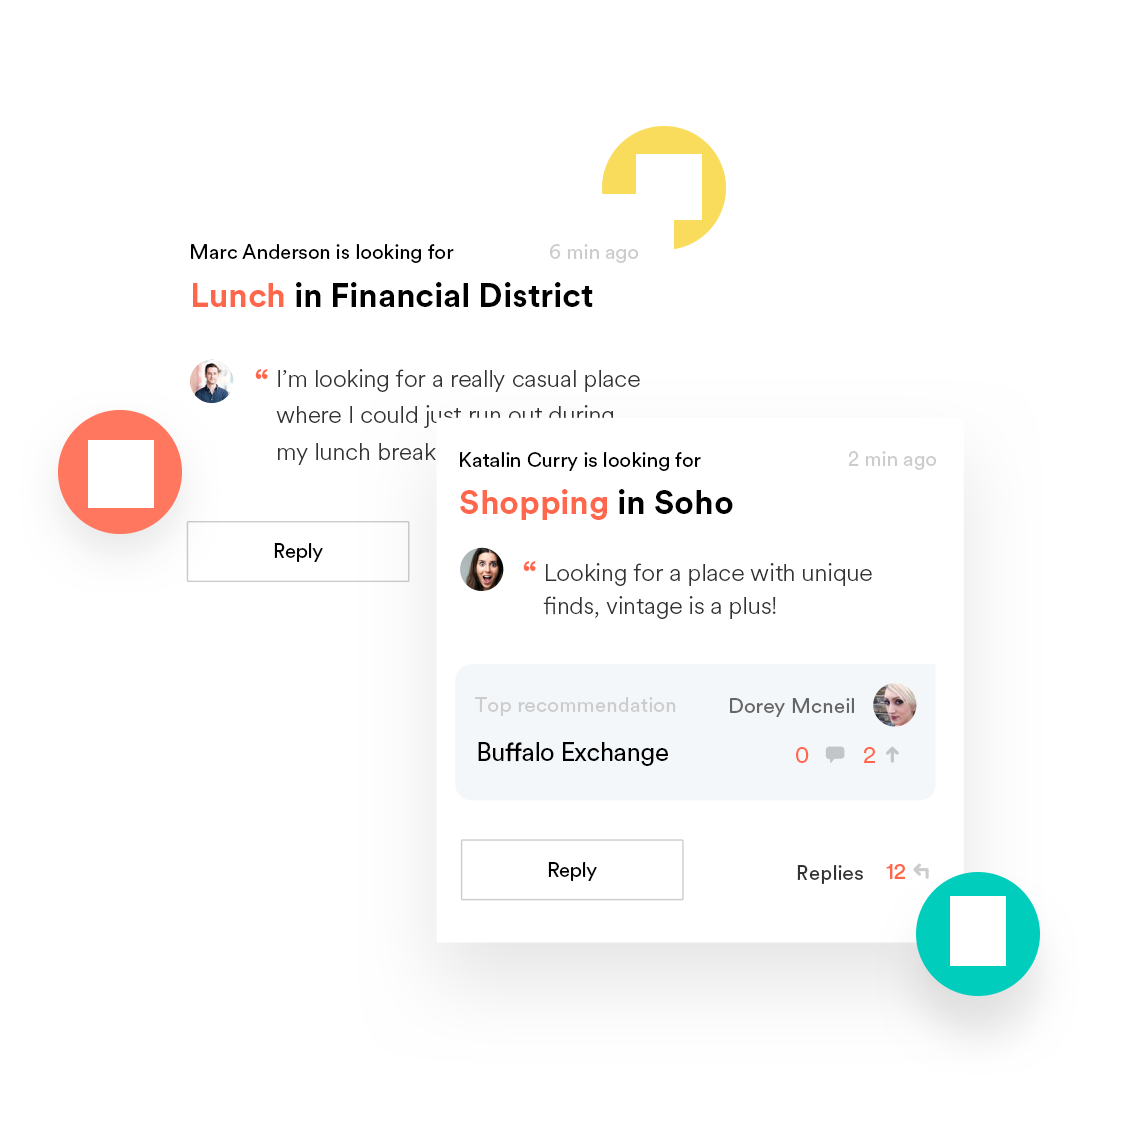 Marc Anderson is looking for
6 min ago
Lunch in Financial District
“ I’m looking for a really casual place
where I could just run out during
my lunch break
Reply
Katalin Curry is looking for
2 min ago
Shopping in Soho
“ Looking for a place with unique
finds, vintage is a plus!
Top recommendation
Dorey Mcneil
Buffalo Exchange
0 2
Reply
Replies 12